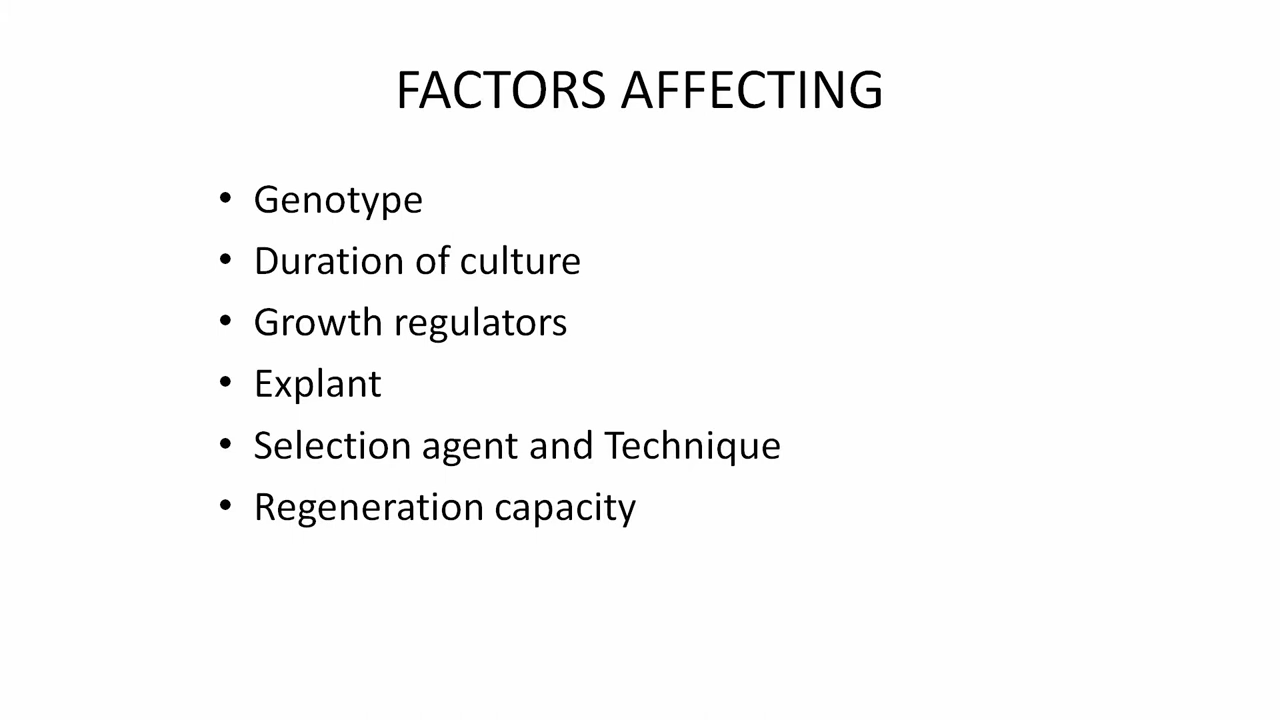 FACTORS AFFECTING
• Genotype
• Duration of culture
• Growth regulators
• Explant
• Selection agent and Technique
• Regeneration capacity